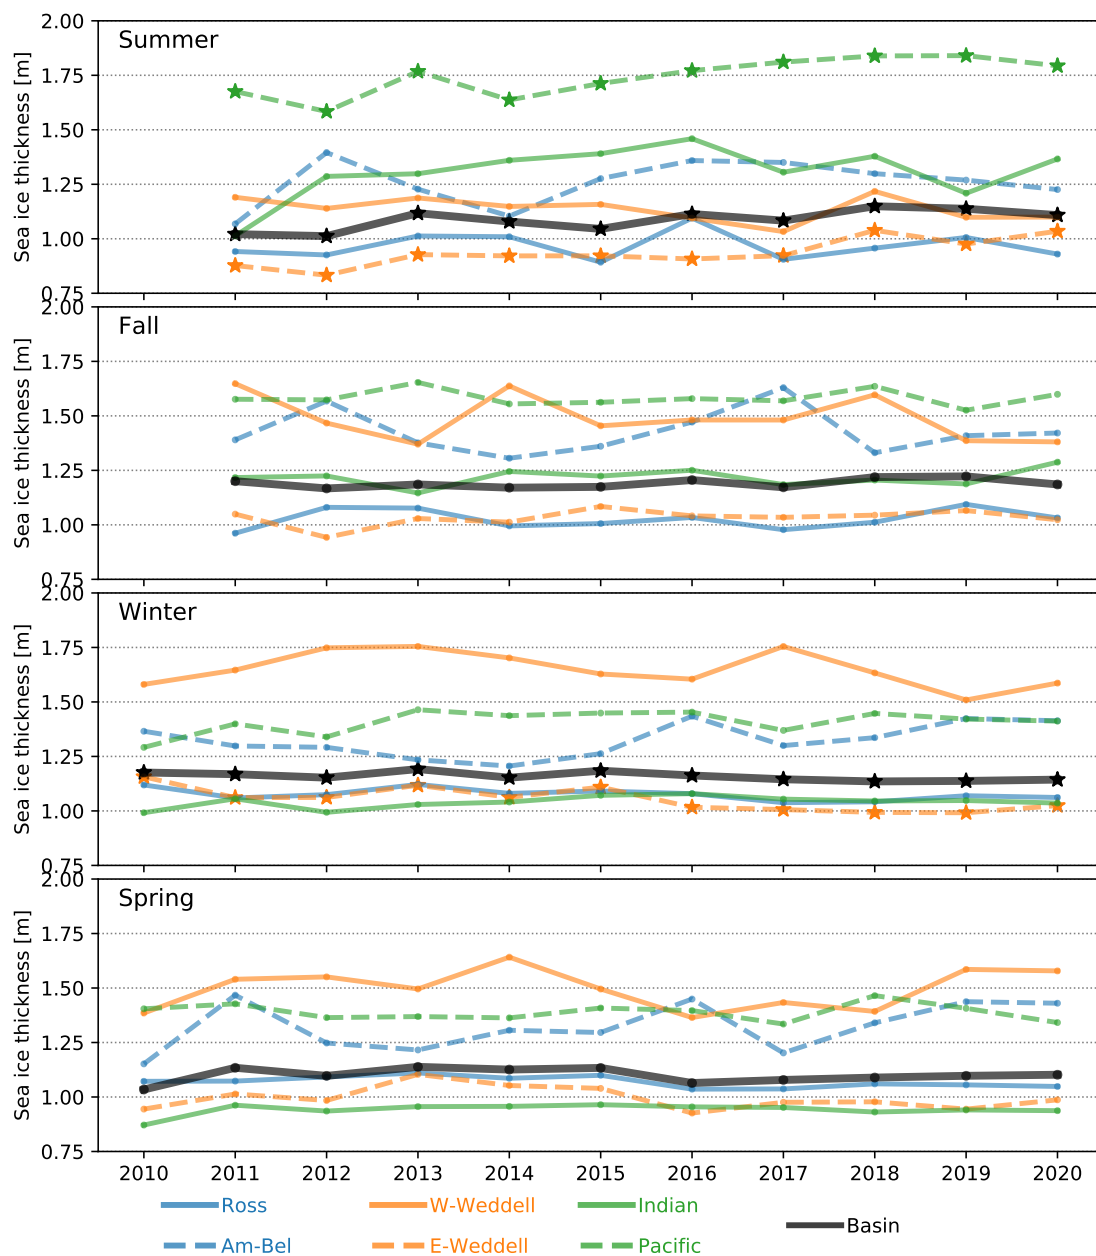 2.00
Summer
1.75
1.50
1.25
1.00
0.75
Sea ice thickness [m]
2.00
Fall
1.75
1.50
1.25
1.00
0.75
Sea ice thickness [m]
2.00
Winter
1.75
1.50
1.25
1.00
0.75
Sea ice thickness [m]
2.00
Spring
1.75
1.50
1.25
1.00
0.75
Sea ice thickness [m]
2010 2011 2012 2013 2014 2015 2016 2017 2018 2019 2020
Ross W-Weddell Indian
Basin
Am-Bel E-Weddell Pacific